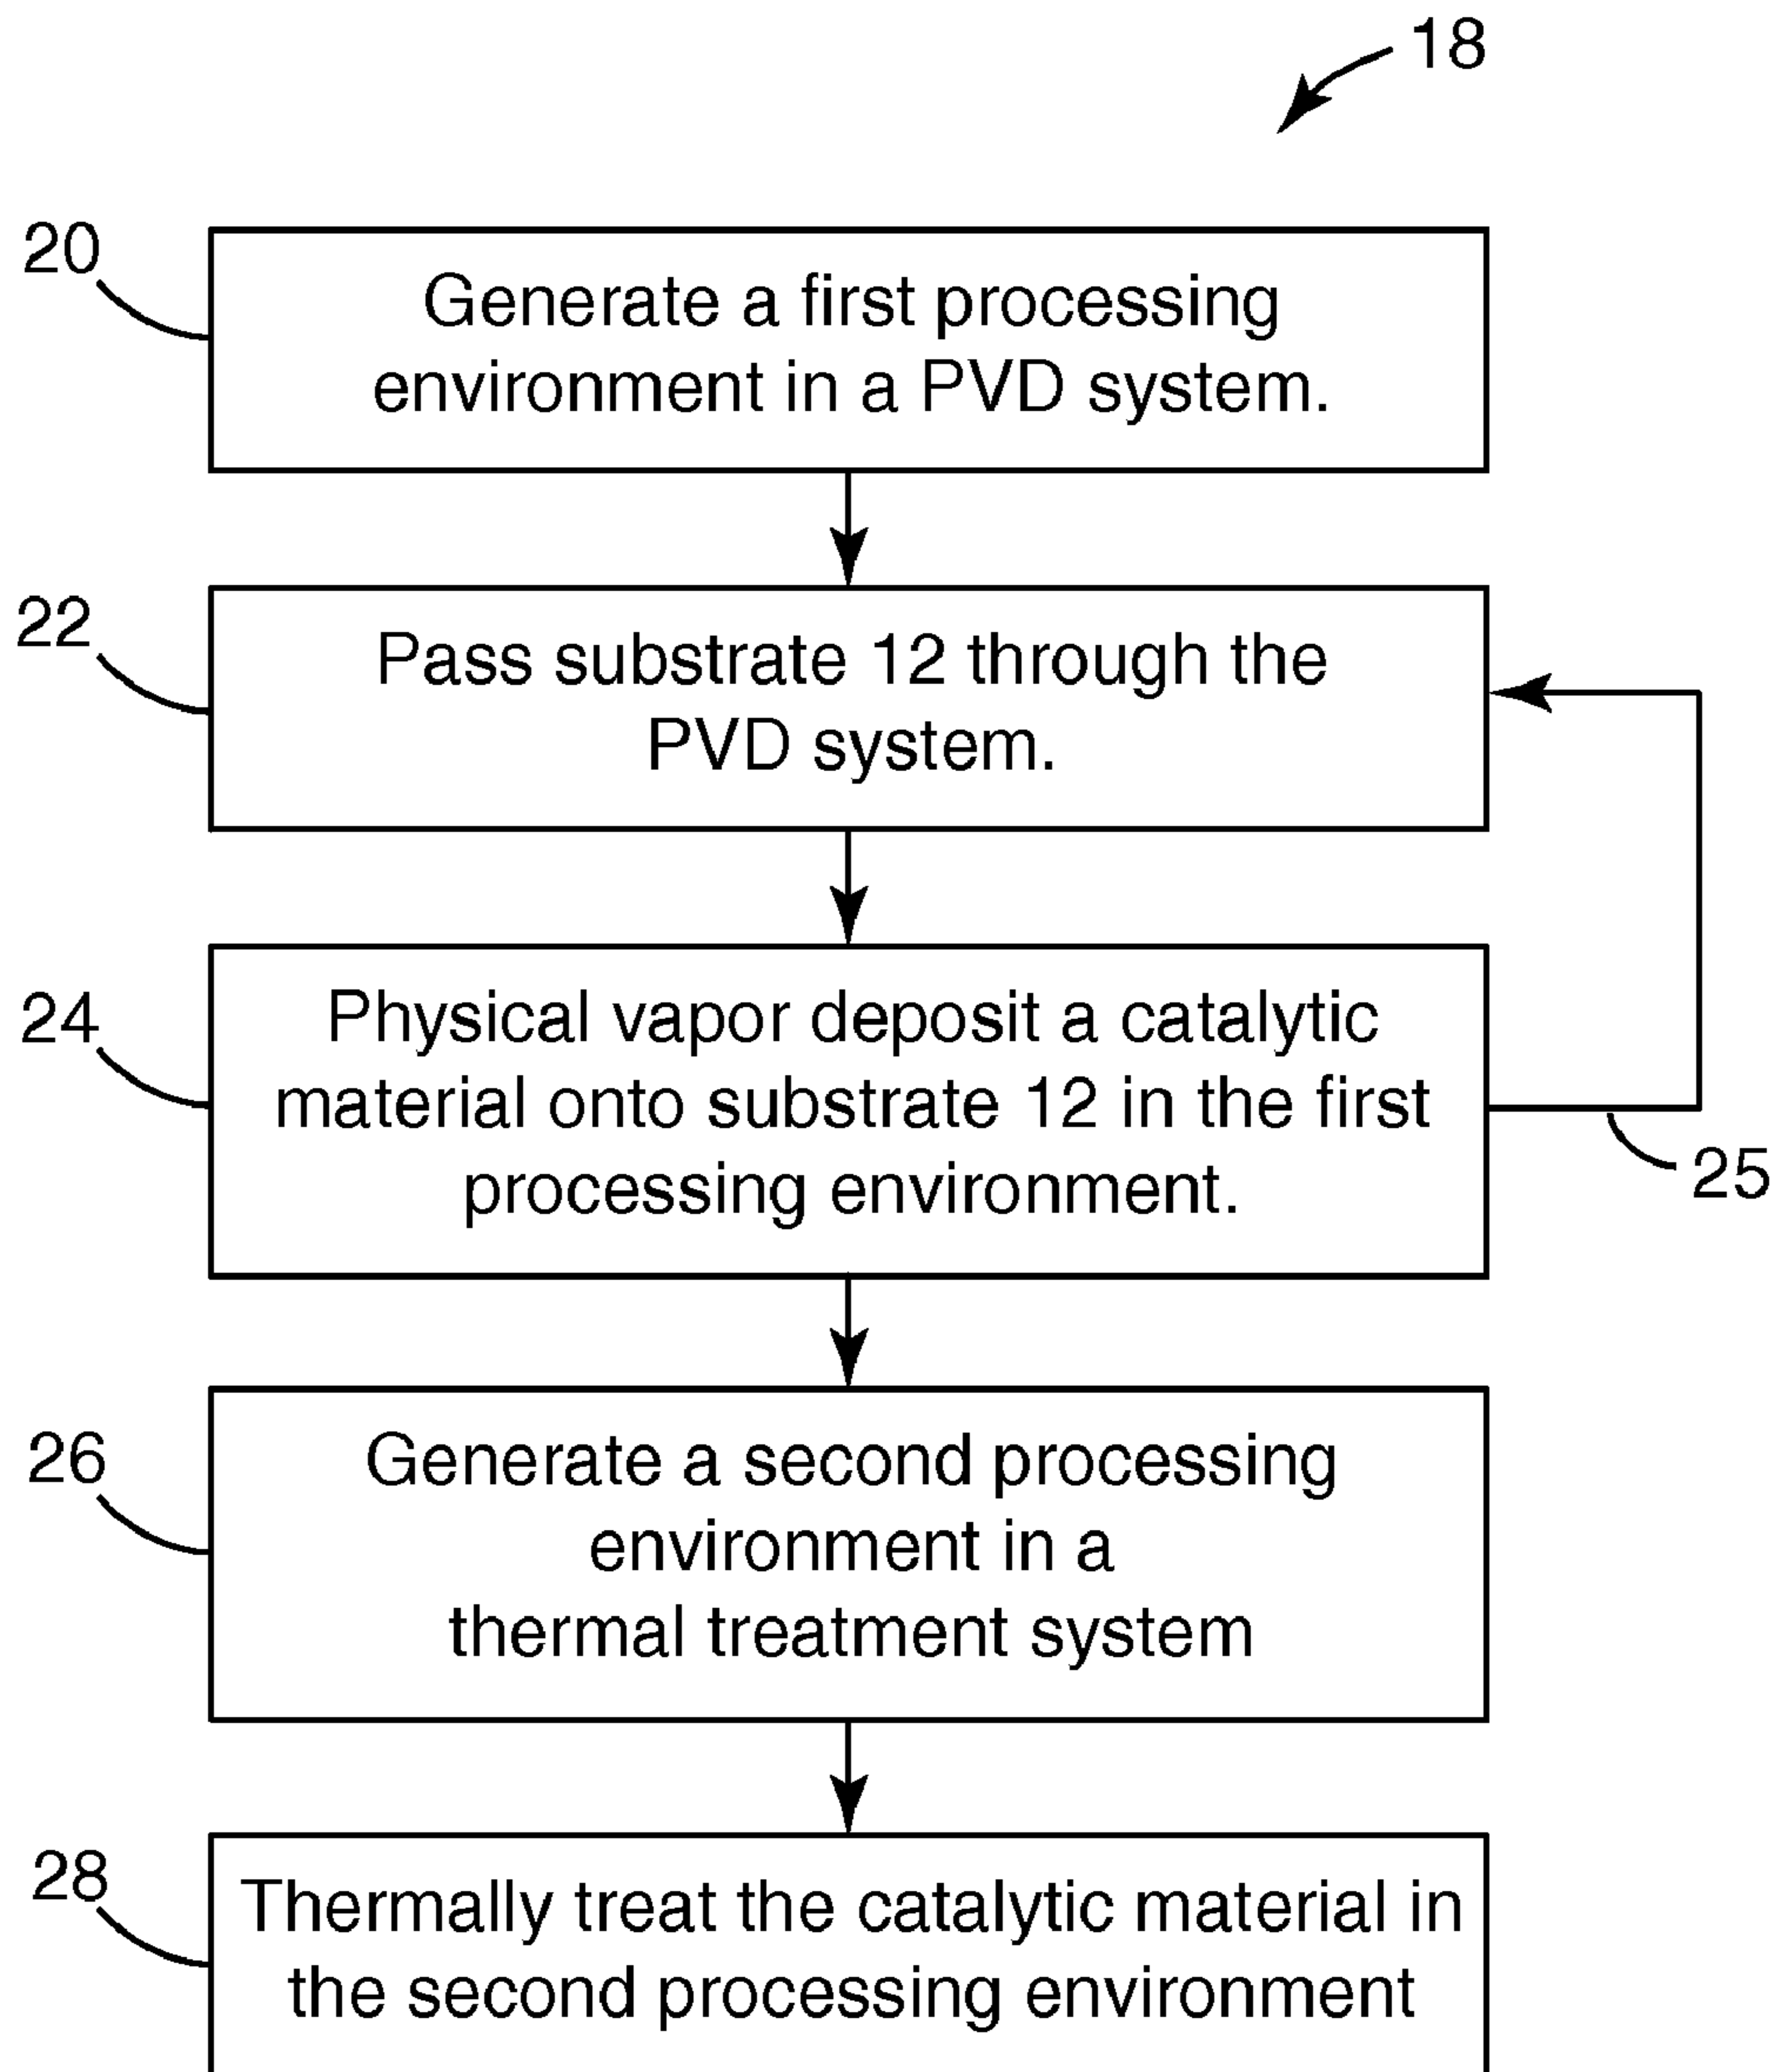 18
20
Generate a first processing
environment in a PVD system.
22
Pass substrate 12 through the
PVD system.
24
Physical vapor deposit a catalytic
material onto substrate 12 in the first
processing environment.
25
26
Generate a second processing
environment in a
thermal treatment system
28
Thermally treat the catalytic material in
the second processing environment